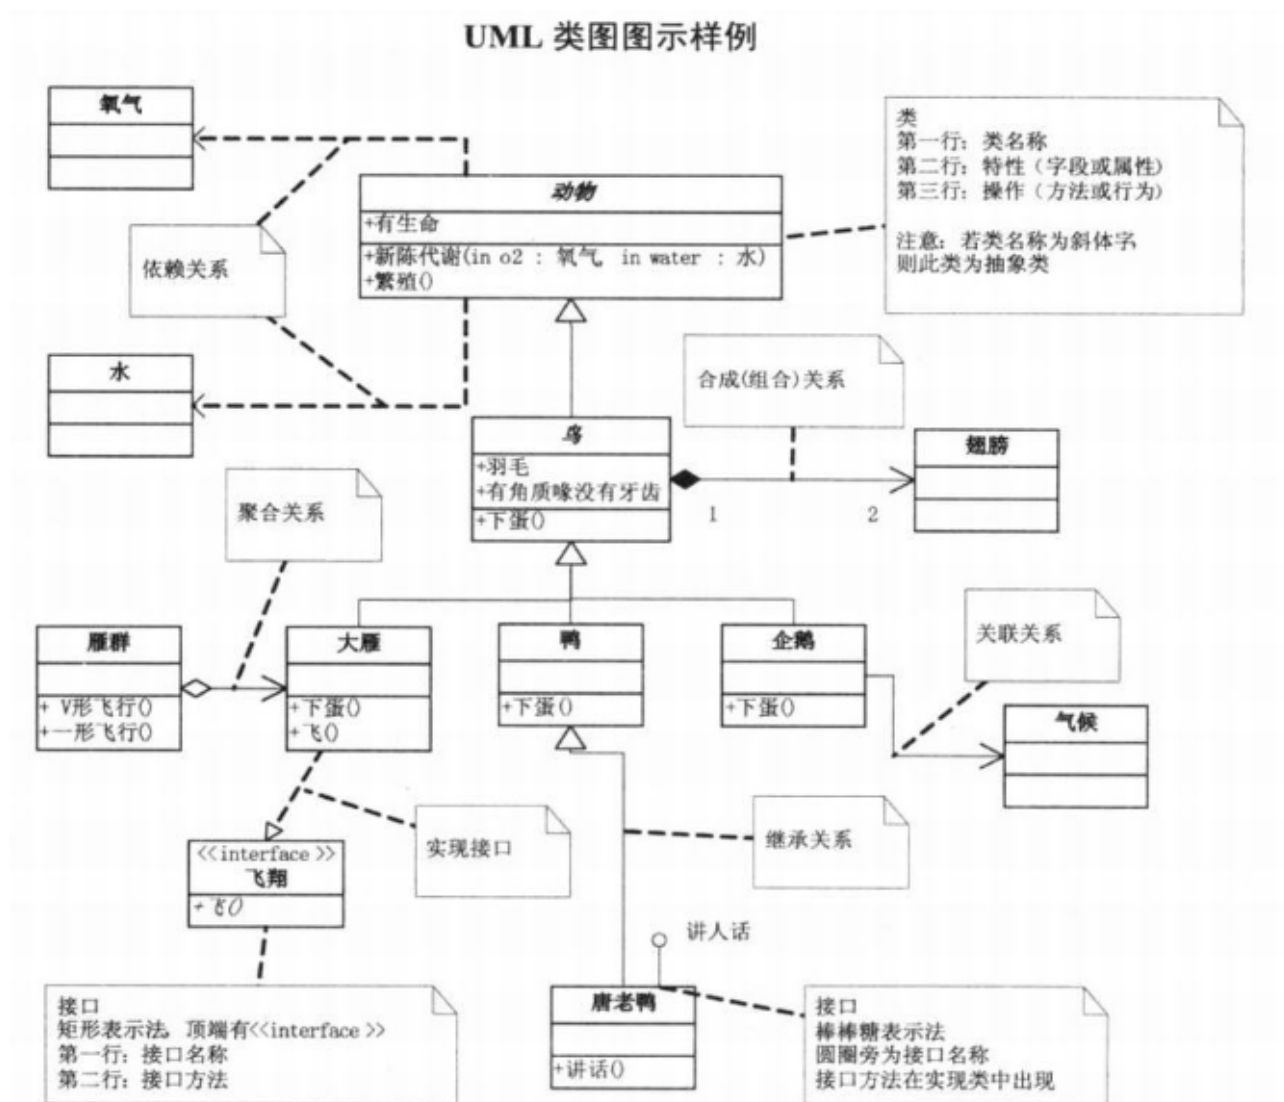 UML 类图图示样例
氧气
类
第一行：类名称
第二行：特性（字段或属性）
第三行：操作（方法或行为）
注意：若类名称为斜体字，
则此类为抽象类
动物
+有生命
+新陈代谢(in o2 : 氧气, in water : 水)
+繁殖()
依赖关系
水
合成(组合)关系
鸟
+羽毛
+有角质喙没有牙齿
+下蛋()
1
2
翅膀
聚合关系
关联关系
雁群
+ V形飞行()
+一形飞行()
大雁
+下蛋()
+飞()
鸭
+下蛋()
企鹅
+下蛋()
气候
实现接口
继承关系
<<interface>>
飞翔
+飞()
讲人话
接口
矩形表示法，顶端有<<interface>>
第一行：接口名称
第二行：接口方法
唐老鸭
+讲话()
接口
棒棒糖表示法
圆圈旁为接口名称
接口方法在实现类中出现